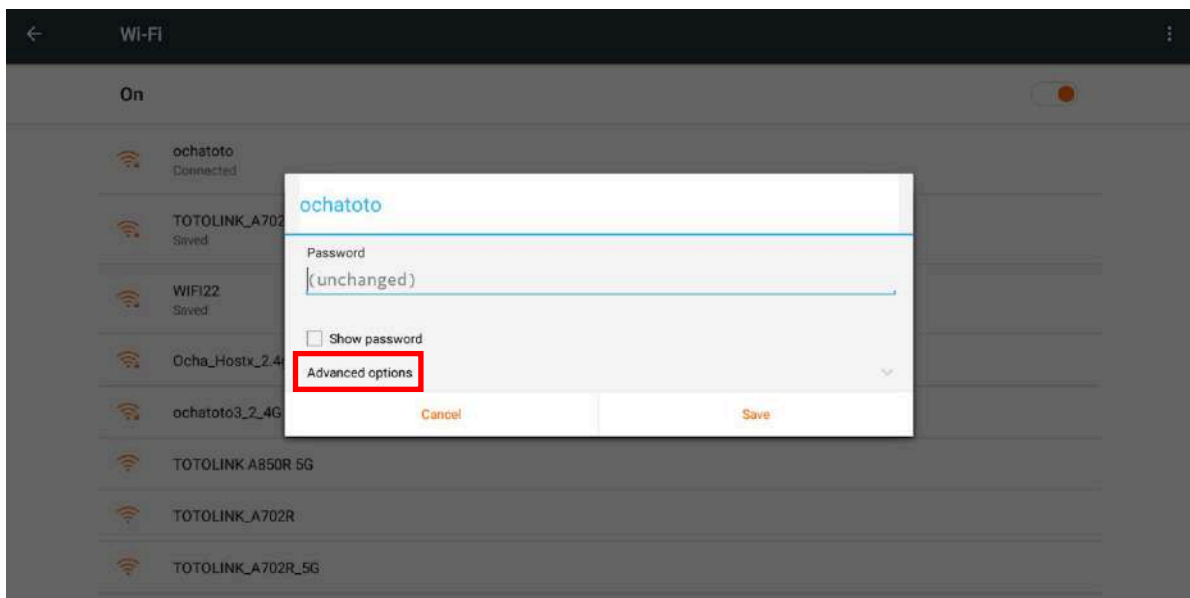 Wi-Fi
On
ochatoto
Connected
TOTOLINK_A702
Saved
WIFI22
Saved
Ocha_Hostx_2.4
ochatoto3_2_4G
TOTOLINK A850R 5G
TOTOLINK_A702R
TOTOLINK_A702R_5G
ochatoto
Password
(unchanged)
Show password
Advanced options
Cancel
Save